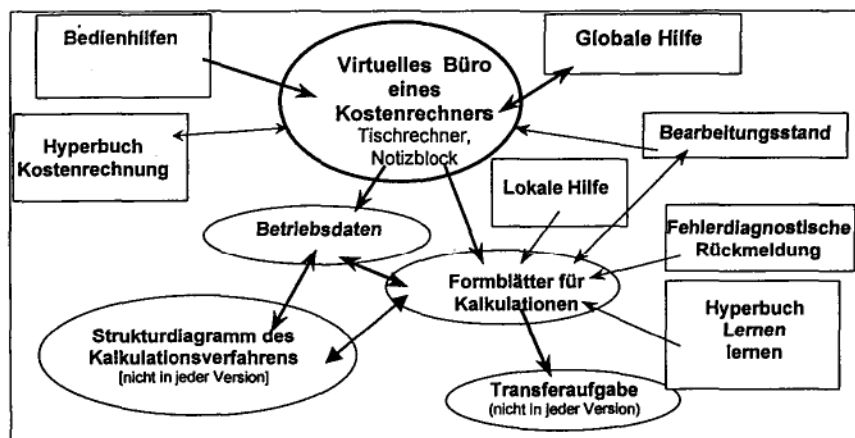 Bedienhilfen
Virtuelles Büro
eines
Kostenrechners
Tischrechner,
Notizblock
Globale Hilfe
Hyperbuch
Kostenrechnung
Bearbeitungsstand
Lokale Hilfe
Betriebsdaten
Fehlerdiagnostische
Rückmeldung
Formblätter für
Kalkulationen
Hyperbuch
Lernen
lernen
Strukturdiagramm des
Kalkulationsverfahrens
[nicht in jeder Version]
Transferaufgabe
(nicht in jeder Version)